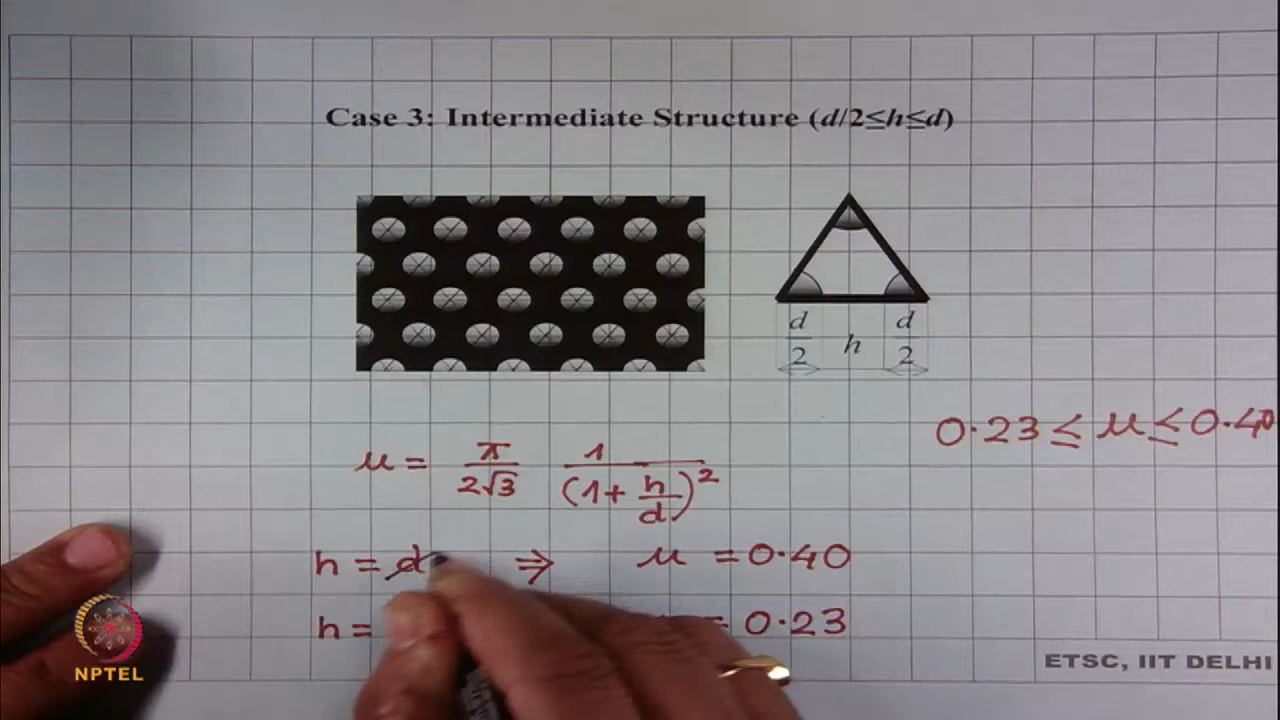 Case 3: Intermediate Structure (d/2≤h≤d)
d/2 h d/2
0.23 ≤ μ ≤ 0.40
μ = π/2√3 1/(1+h/d)²
h = d ⇒ μ = 0.40
h = = 0.23
NPTEL
ETSC, IIT DELHI